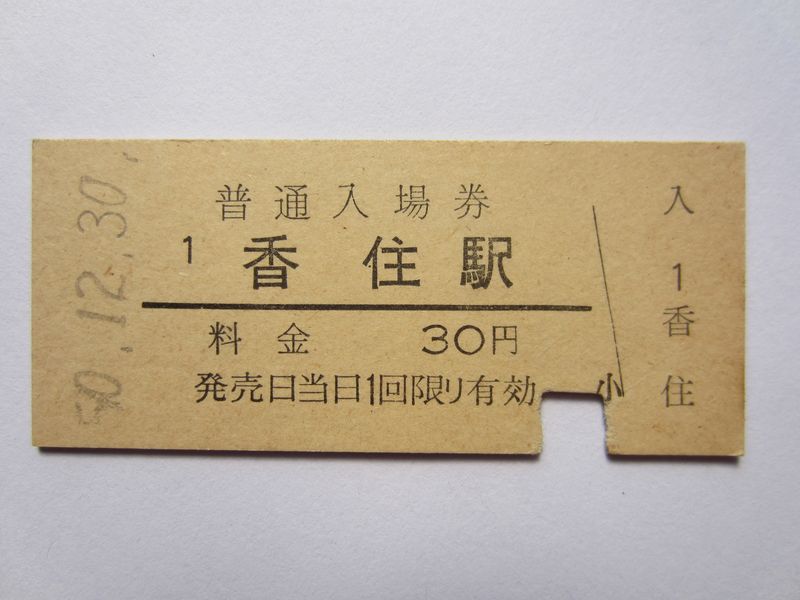 50.12.30.
普通入場券
1 香住駅
料金 30円
発売日当日1回限り有効
小
入
1
香
住